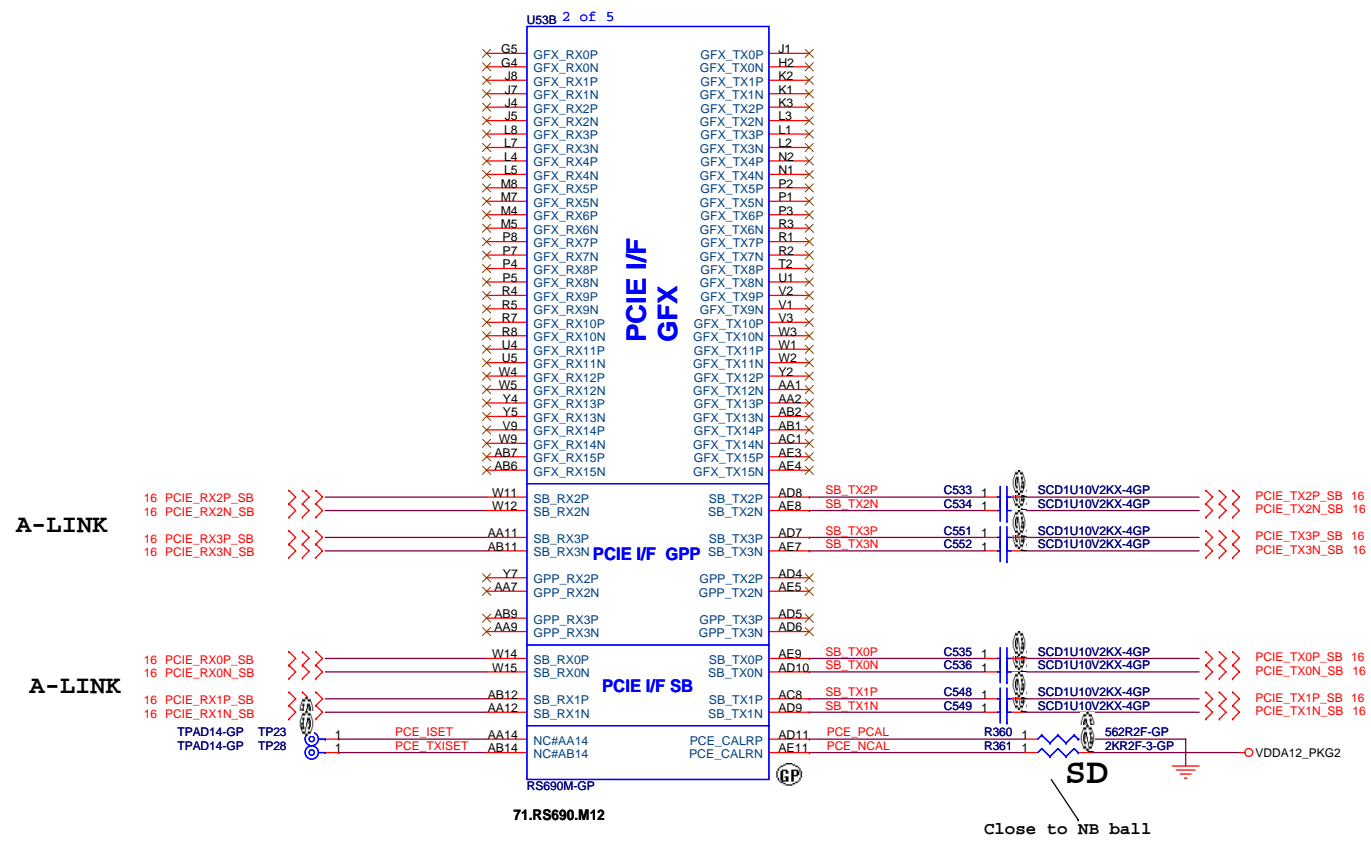 U53B 2 of 5
G5 GFX_RX0P GFX_TX0P J1
G4 GFX_RX0N GFX_TX0N H2
J8 GFX_RX1P GFX_TX1P K2
J7 GFX_RX1N GFX_TX1N K1
J4 GFX_RX2P GFX_TX2P K3
J5 GFX_RX2N GFX_TX2N L3
L8 GFX_RX3P GFX_TX3P L1
L7 GFX_RX3N GFX_TX3N L2
L4 GFX_RX4P GFX_TX4P N2
L5 GFX_RX4N GFX_TX4N N1
M8 GFX_RX5P GFX_TX5P P2
M7 GFX_RX5N GFX_TX5N P1
M4 GFX_RX6P GFX_TX6P P3
M5 GFX_RX6N GFX_TX6N R3
P8 GFX_RX7P GFX_TX7P R1
P7 GFX_RX7N GFX_TX7N R2
P4 GFX_RX8P GFX_TX8P T2
P5 GFX_RX8N GFX_TX8N U1
R4 GFX_RX9P GFX_TX9P V2
R5 GFX_RX9N GFX_TX9N V1
R7 GFX_RX10P GFX_TX10P V3
R8 GFX_RX10N GFX_TX10N W3
U4 GFX_RX11P GFX_TX11P W1
U5 GFX_RX11N GFX_TX11N W2
W4 GFX_RX12P GFX_TX12P Y2
W5 GFX_RX12N GFX_TX12N AA1
Y4 GFX_RX13P GFX_TX13P AA2
Y5 GFX_RX13N GFX_TX13N AB2
V9 GFX_RX14P GFX_TX14P AB1
W9 GFX_RX14N GFX_TX14N AC1
AB7 GFX_RX15P GFX_TX15P AE3
AB6 GFX_RX15N GFX_TX15N AE4
PCIE I/F
GFX
16 PCIE_RX2P_SB W11 SB_RX2P SB_TX2P AD8 SB_TX2P C533 1 SCD1U10V2KX-4GP PCIE_TX2P_SB 16
16 PCIE_RX2N_SB W12 SB_RX2N SB_TX2N AE8 SB_TX2N C534 1 SCD1U10V2KX-4GP PCIE_TX2N_SB 16
A-LINK
16 PCIE_RX3P_SB AA11 SB_RX3P SB_TX3P AD7 SB_TX3P C551 1 SCD1U10V2KX-4GP PCIE_TX3P_SB 16
16 PCIE_RX3N_SB AB11 SB_RX3N SB_TX3N AE7 SB_TX3N C552 1 SCD1U10V2KX-4GP PCIE_TX3N_SB 16
PCIE I/F GPP
Y7 GPP_RX2P GPP_TX2P AD4
AA7 GPP_RX2N GPP_TX2N AE5
AB9 GPP_RX3P GPP_TX3P AD5
AA9 GPP_RX3N GPP_TX3N AD6
16 PCIE_RX0P_SB W14 SB_RX0P SB_TX0P AE9 SB_TX0P C535 1 SCD1U10V2KX-4GP PCIE_TX0P_SB 16
16 PCIE_RX0N_SB W15 SB_RX0N SB_TX0N AD10 SB_TX0N C536 1 SCD1U10V2KX-4GP PCIE_TX0N_SB 16
A-LINK
PCIE I/F SB
16 PCIE_RX1P_SB AB12 SB_RX1P SB_TX1P AC8 SB_TX1P C548 1 SCD1U10V2KX-4GP PCIE_TX1P_SB 16
16 PCIE_RX1N_SB AA12 SB_RX1N SB_TX1N AD9 SB_TX1N C549 1 SCD1U10V2KX-4GP PCIE_TX1N_SB 16
TPAD14-GP TP23 1 PCE_ISET AA14 NC#AA14 PCE_CALRP AD11 PCE_PCAL R360 1 562R2F-GP
TPAD14-GP TP28 1 PCE_TXISET AB14 NC#AB14 PCE_CALRN AE11 PCE_NCAL R361 1 2KR2F-3-GP VDDA12_PKG2
GP
SD
RS690M-GP
71.RS690.M12
Close to NB ball